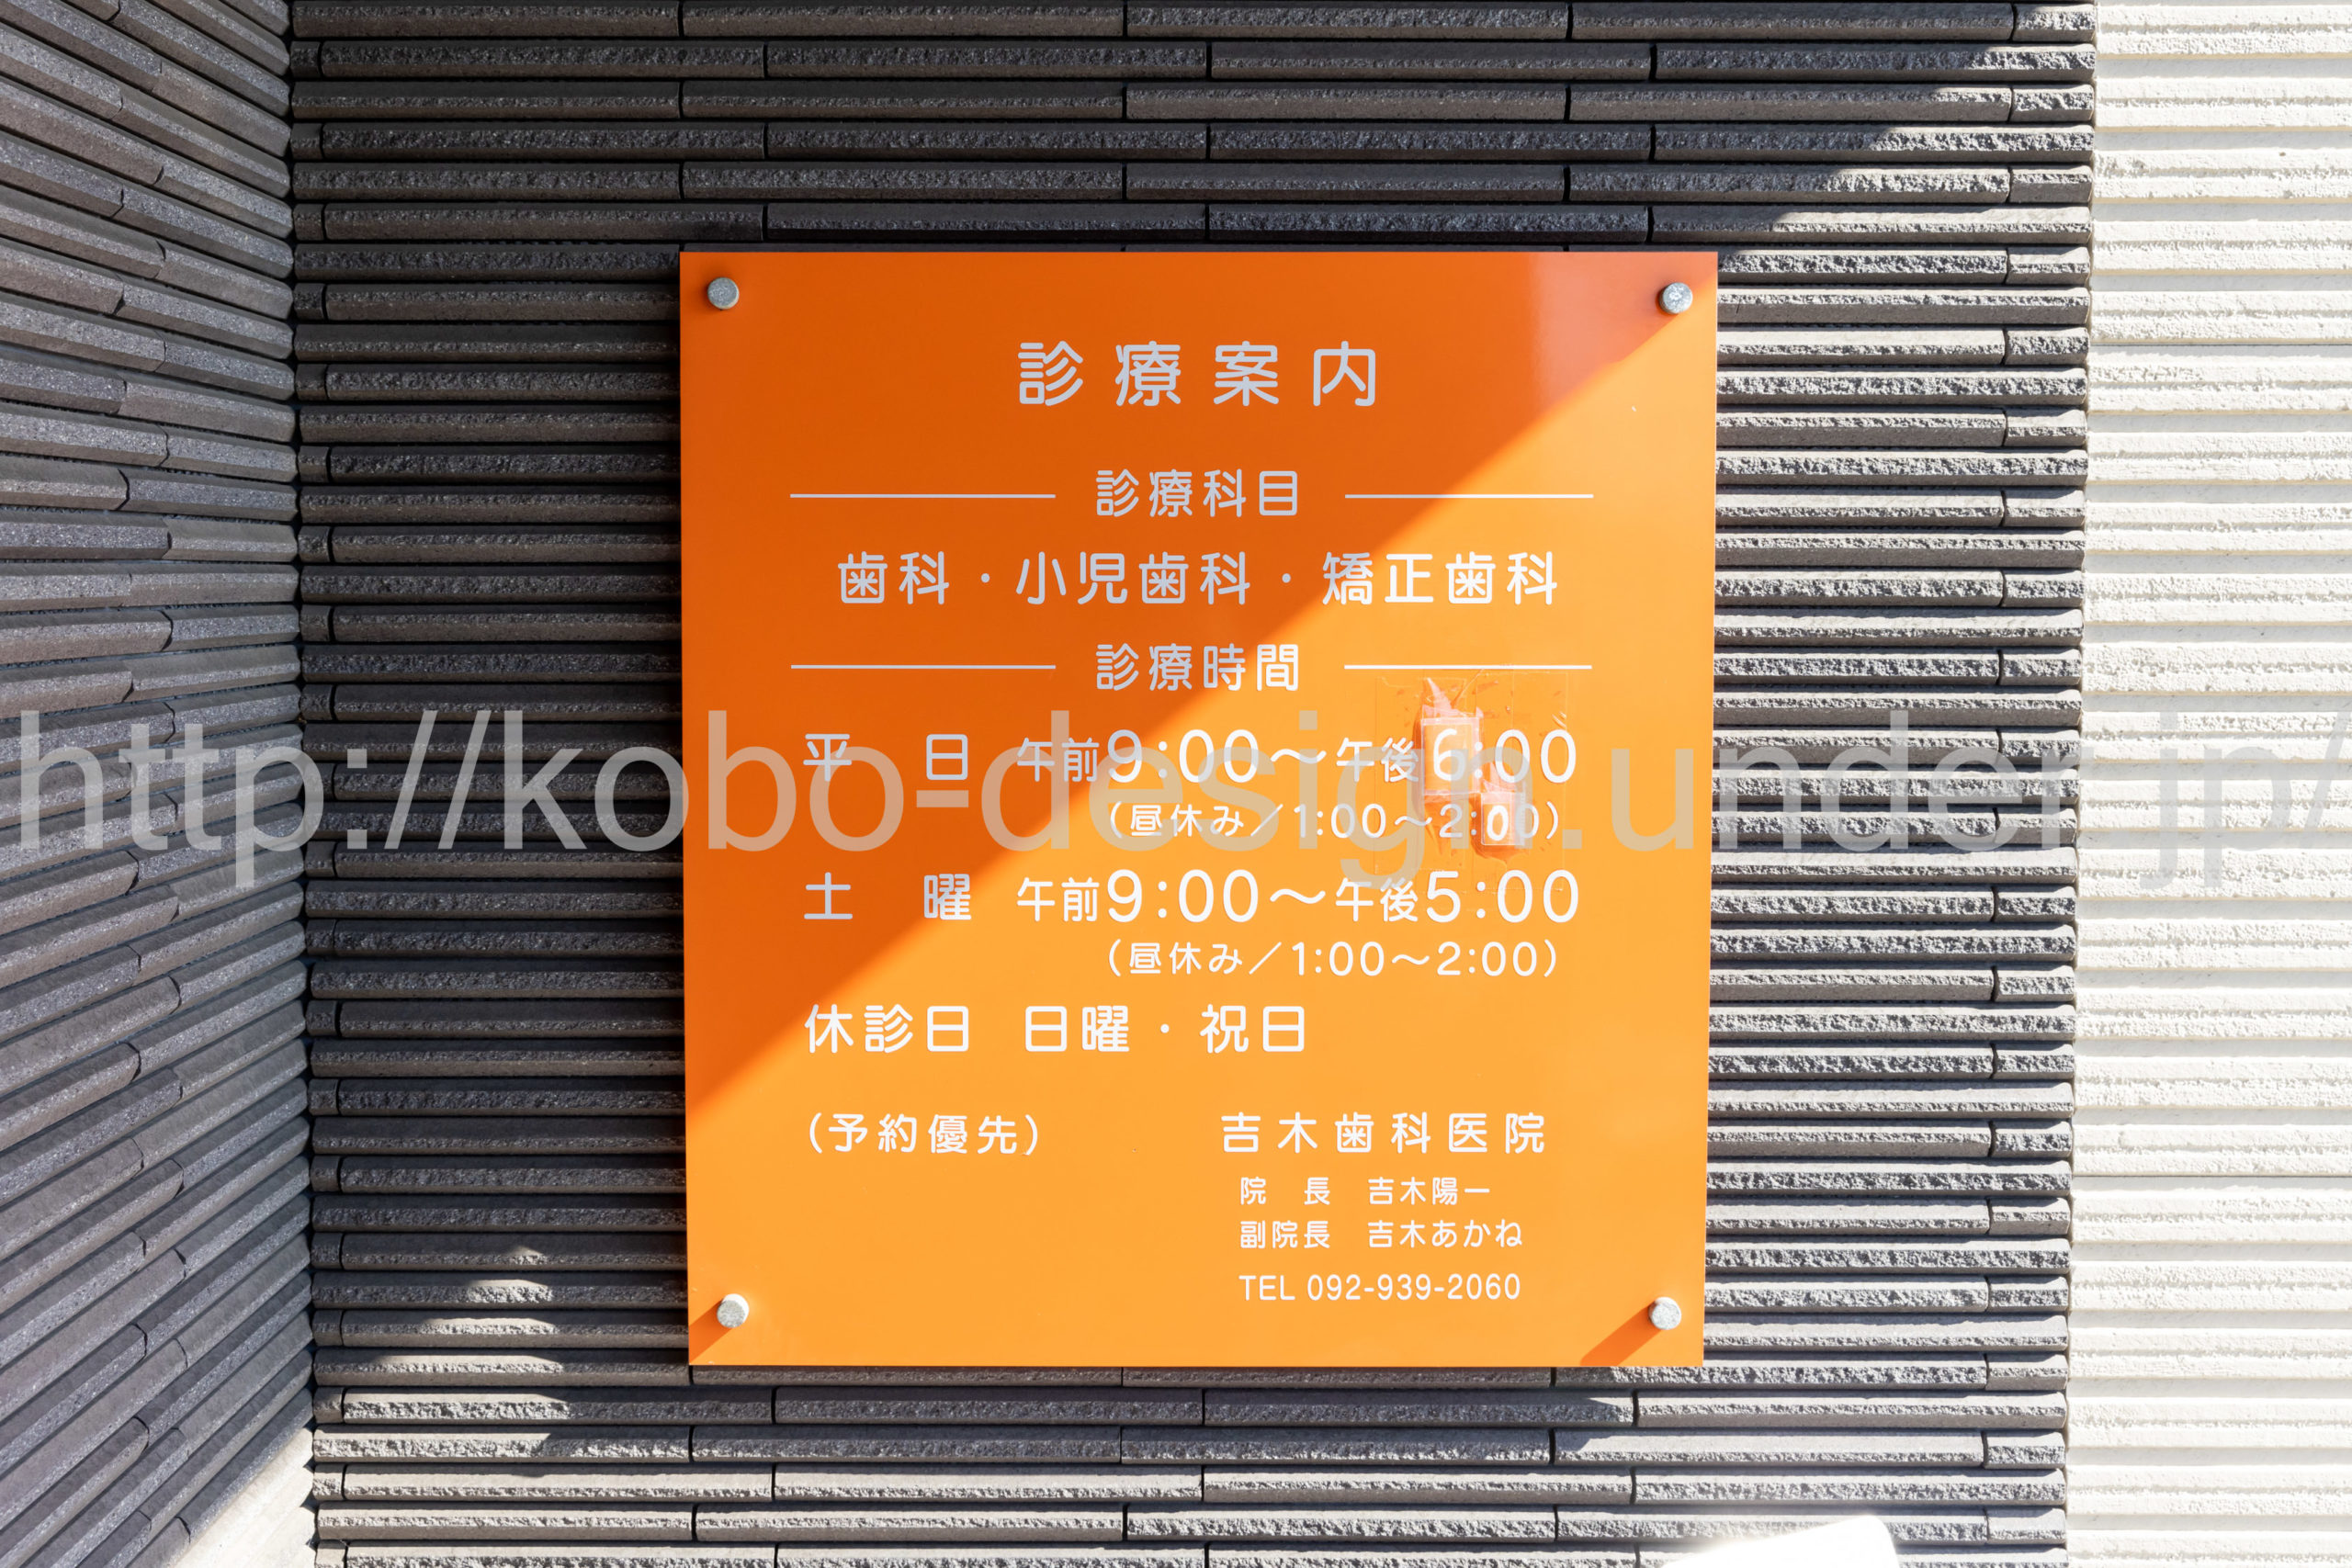 診療案内
診療科目
歯科・小児歯科・矯正歯科
診療時間
平　日　午前9:00～午後6:00
（昼休み／1:00～2:00）
土　曜　午前9:00～午後5:00
（昼休み／1:00～2:00）
休診日　日曜・祝日
（予約優先）
吉木歯科医院
院　長　吉木陽一
副院長　吉木あかね
TEL 092-939-2060
http://kobo-design.under.jp/